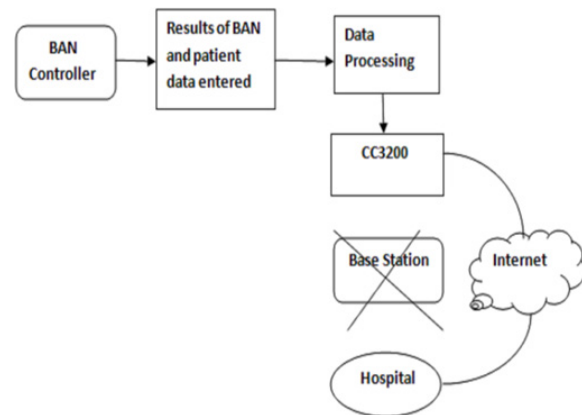 BAN
Controller
Results of BAN
and patient
data entered
Data
Processing
CC3200
Base Station
Internet
Hospital